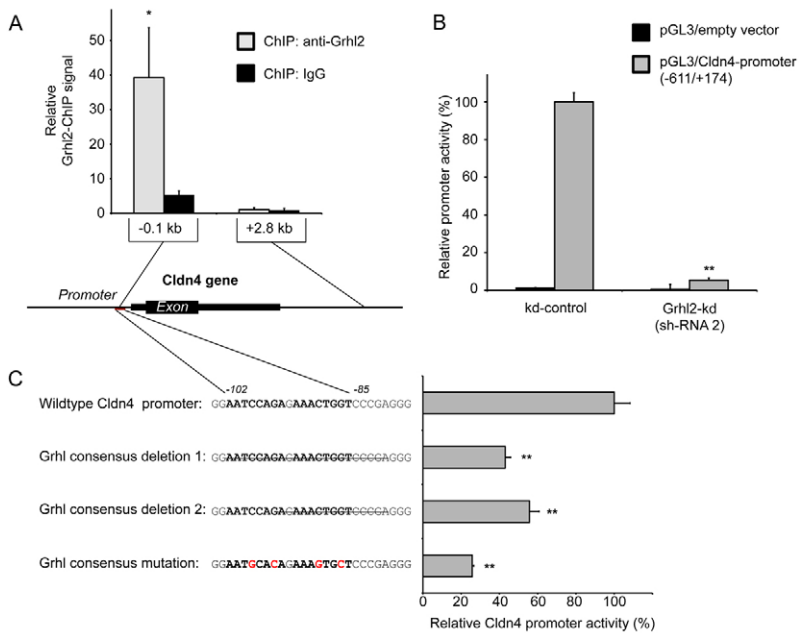 A
Relative
Grhl2-ChIP signal
50
40
30
20
10
0
*
ChIP: anti-Grhl2
ChIP: IgG
-0.1 kb
+2.8 kb
Promoter
Cldn4 gene
Exon
B
pGL3/empty vector
pGL3/Cldn4-promoter
(-611/+174)
Relative promoter activity (%)
100
80
60
40
20
0
**
kd-control
Grhl2-kd
(sh-RNA 2)
C
-102
-85
Wildtype Cldn4 promoter: GGAATCCAGAGAAACTGGTCCCGAGGG
Grhl consensus deletion 1: GGAATCCAGAGAAACTGGTCCCGAGGG **
Grhl consensus deletion 2: GGAATCCAGAGAAACTGGTCCCGAGGG **
Grhl consensus mutation: GGAATGCACAGAAAGTGCTCCCGAGGG **
0 20 40 60 80 100
Relative Cldn4 promoter activity (%)